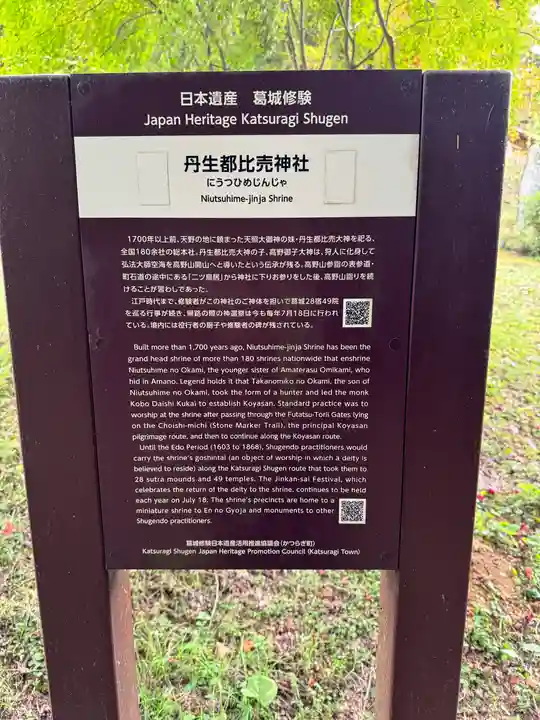 日本遺産 葛城修験
Japan Heritage Katsuragi Shugen
丹生都比売神社
にうつひめじんじゃ
Niutsuhime-jinja Shrine
1700年以上前、天野の地に鎮まった天照大御神の妹・丹生都比売大神を祀る、
全国180余社の総本社。丹生都比売大神の子、高野御子大神は、狩人に化身して
弘法大師空海を高野山開山へと導いたという伝承が残る。高野山参詣の表参道・
町石道の途中にある「二ツ鳥居」から神社に下りお参りをした後、高野山詣りを続
けることが習わしであった。
江戸時代まで、修験者がこの神社のご神体を担いで葛城28宿49院
を巡る行事が続き、帰路の際の神還祭は今も毎年7月18日に行われ
ている。境内には役行者の厨子や修験者の碑が残されている。
Built more than 1,700 years ago, Niutsuhime-jinja Shrine has been the
grand head shrine of more than 180 shrines nationwide that enshrine
Niutsuhime no Okami, the younger sister of Amaterasu Omikami, who
hid in Amano. Legend holds it that Takanomiko no Okami, the son of
Niutsuhime no Okami, took the form of a hunter and led the monk
Kobo Daishi Kukai to establish Koyasan. Standard practice was to
worship at the shrine after passing through the Futatsu-Torii Gates lying
on the Choishi-michi (Stone Marker Trail), the principal Koyasan
pilgrimage route, and then to continue along the Koyasan route.
Until the Edo Period (1603 to 1868), Shugendo practitioners would
carry the shrine's goshintai (an object of worship in which a deity is
believed to reside) along the Katsuragi Shugen route that took them to
28 sutra mounds and 49 temples. The Jinkan-sai Festival, which
celebrates the return of the deity to the shrine, continues to be held
each year on July 18. The shrine's precincts are home to a
miniature shrine to En no Gyoja and monuments to other
Shugendo practitioners.
葛城修験日本遺産活用推進協議会(かつらぎ町)
Katsuragi Shugen Japan Heritage Promotion Council (Katsuragi Town)